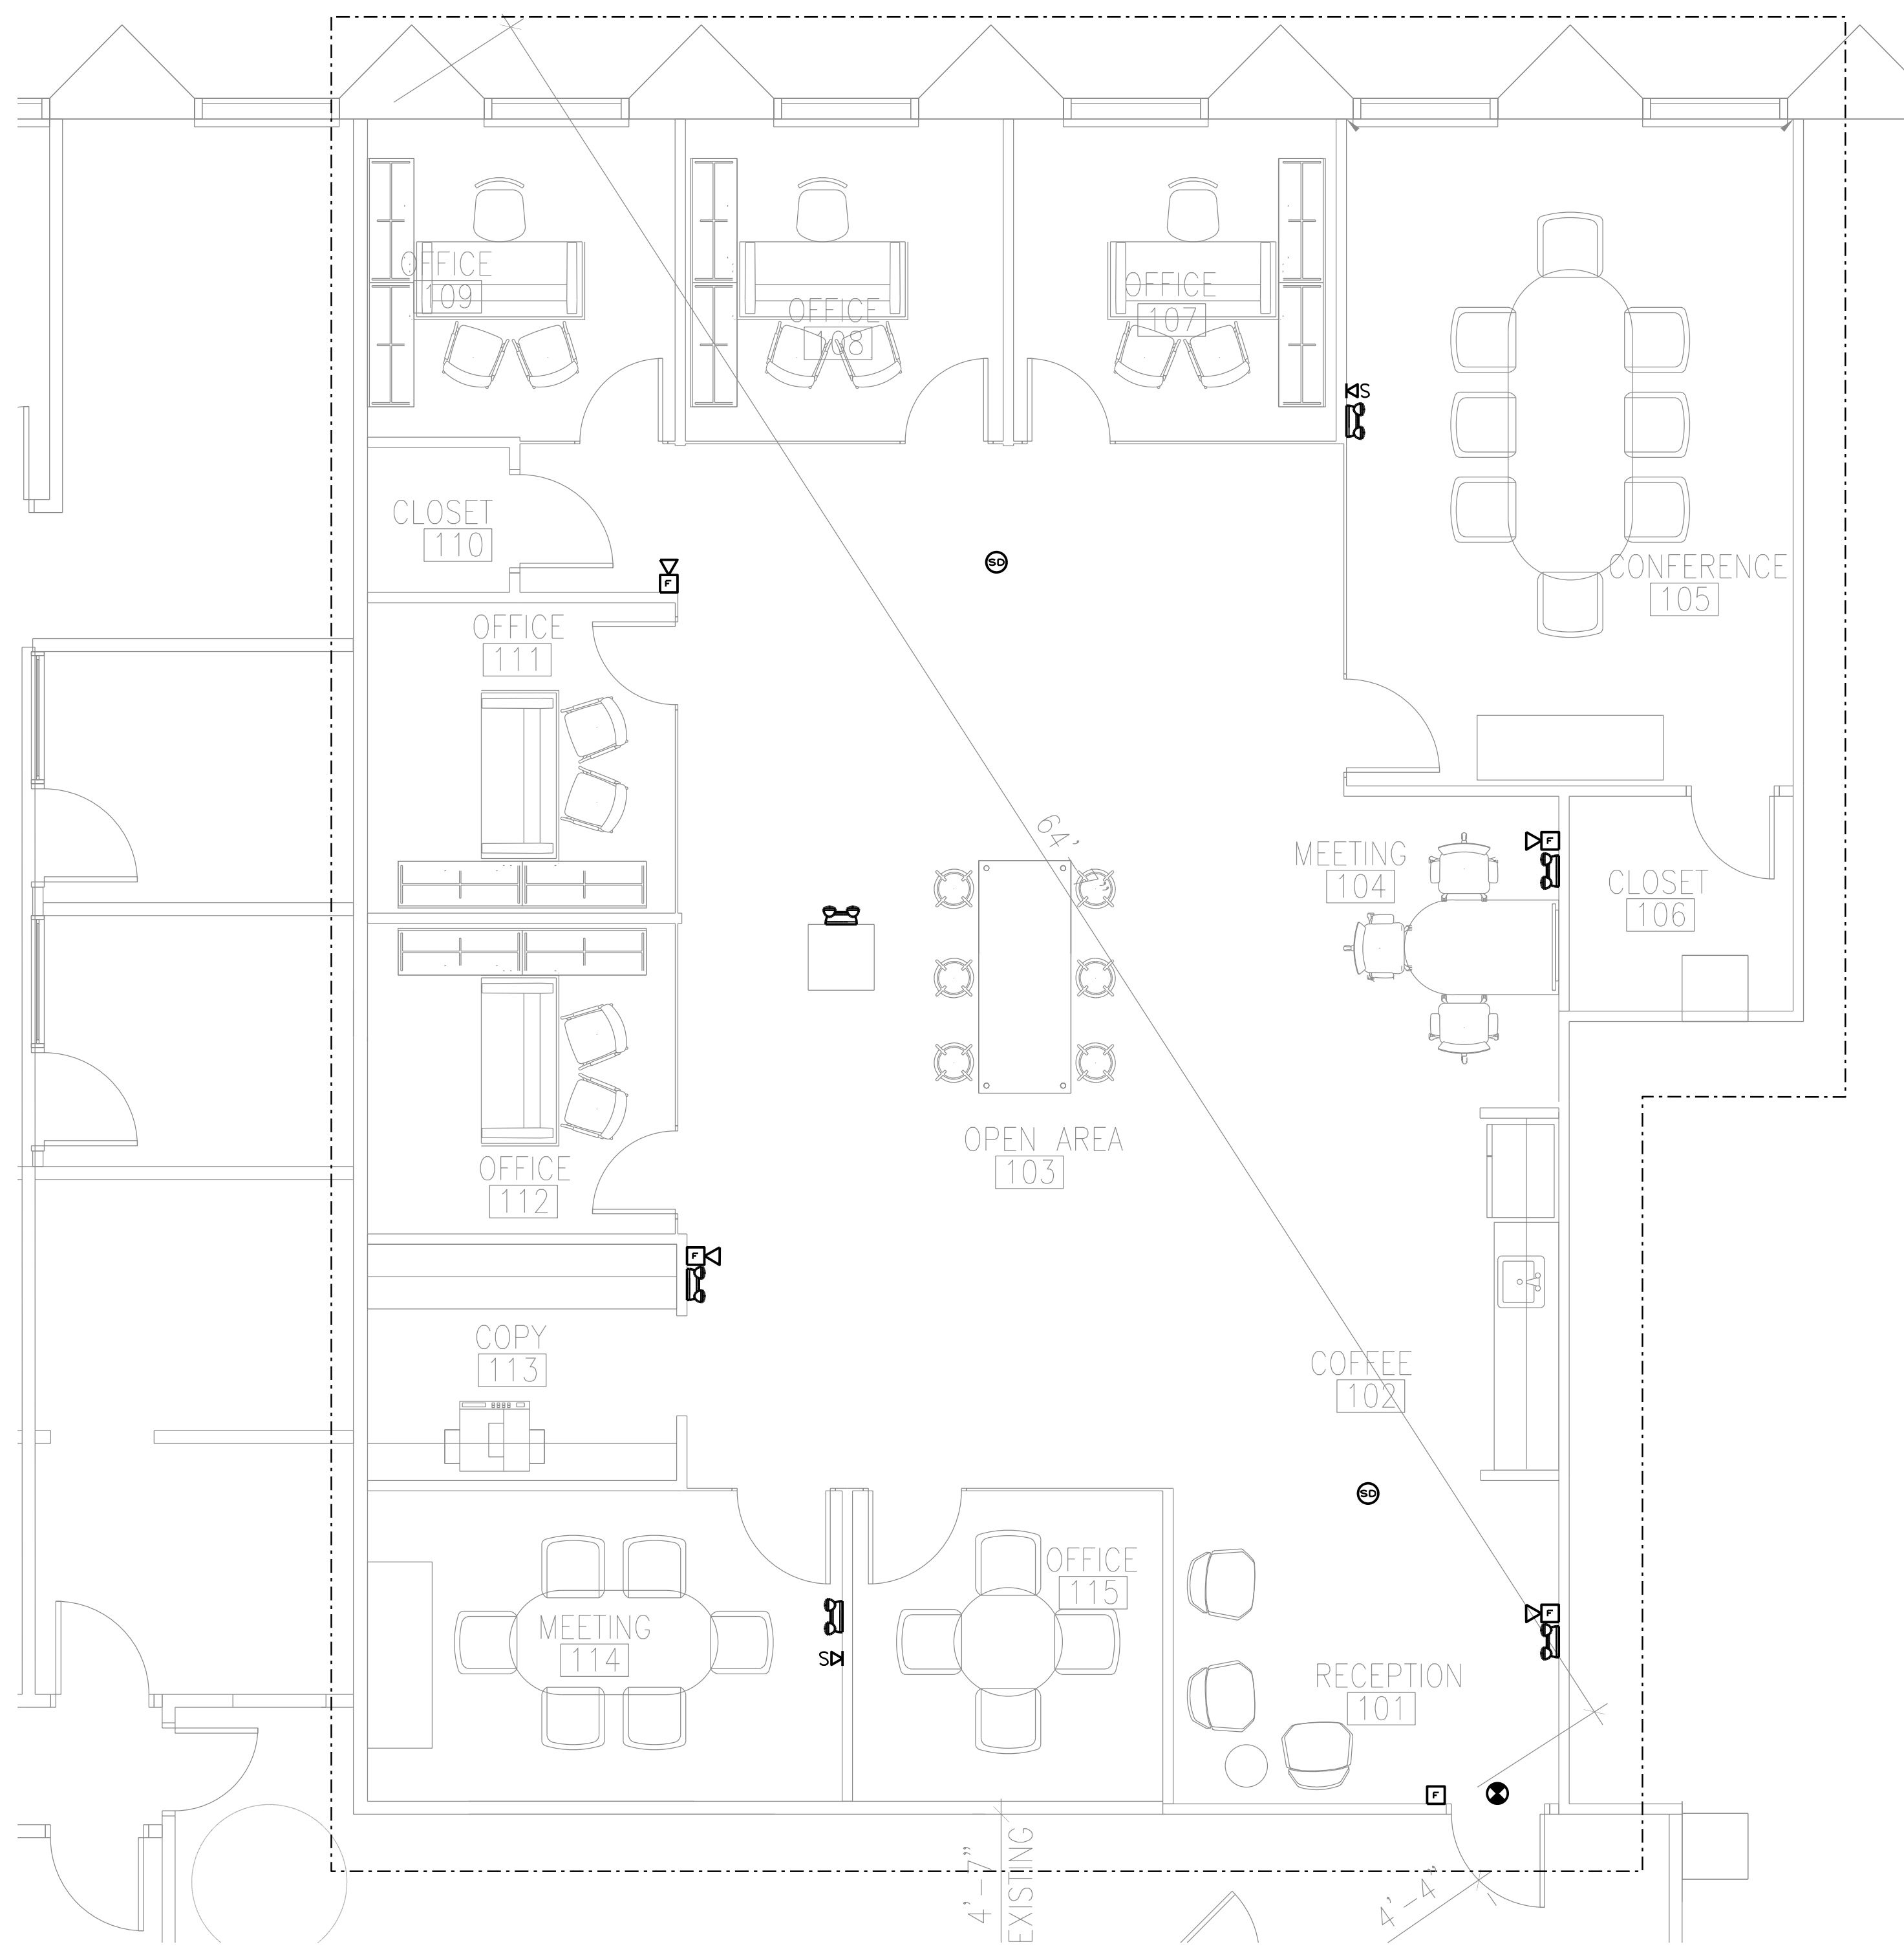 OFFICE
109
OFFICE
108
OFFICE
107
S
CLOSET
110
F
SD
CONFERENCE
105
OFFICE
111
64'
MEETING
104
F
CLOSET
106
OPEN AREA
103
OFFICE
112
F
COPY
113
COFFEE
102
SD
OFFICE
115
MEETING
114
S
F
RECEPTION
101
F
4'-7"
EXISTING
4'-4"